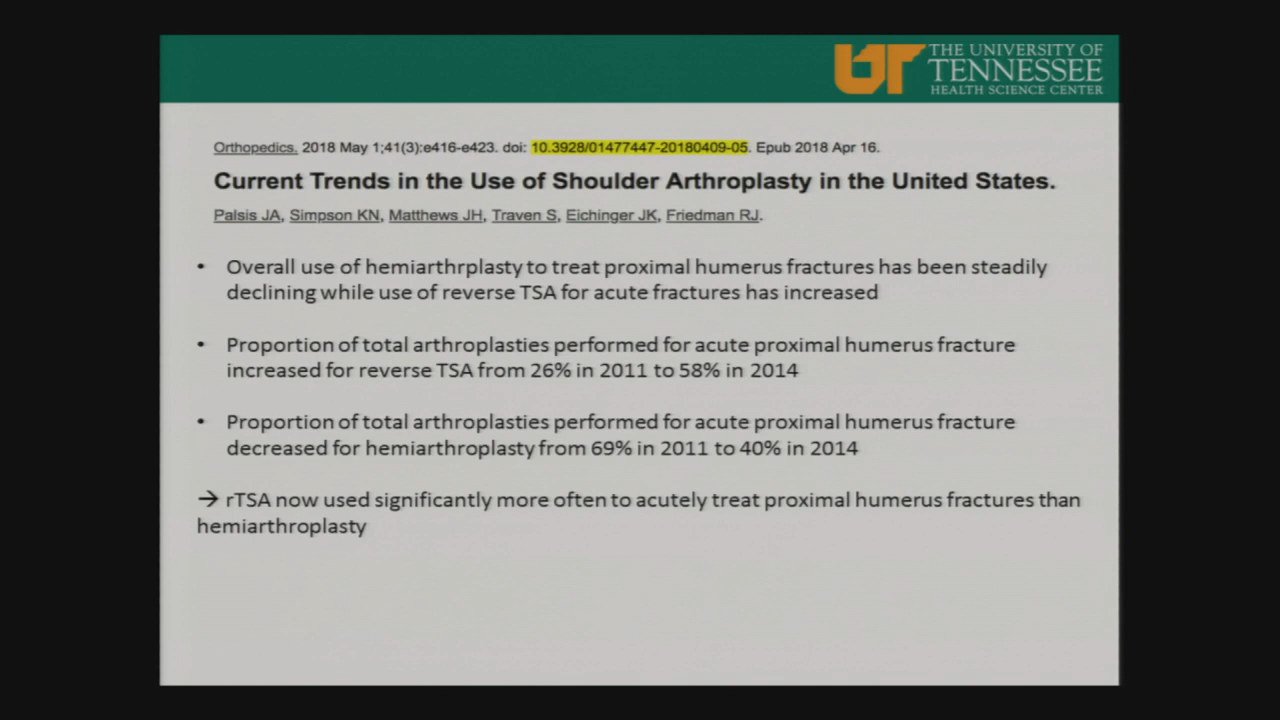 UT THE UNIVERSITY OF
TENNESSEE
HEALTH SCIENCE CENTER
Orthopedics. 2018 May 1;41(3):e416-e423. doi: 10.3928/01477447-20180409-05. Epub 2018 Apr 16.
Current Trends in the Use of Shoulder Arthroplasty in the United States.
Palsis JA, Simpson KN, Matthews JH, Traven S, Eichinger JK, Friedman RJ.
• Overall use of hemiarthrplasty to treat proximal humerus fractures has been steadily
declining while use of reverse TSA for acute fractures has increased
• Proportion of total arthroplasties performed for acute proximal humerus fracture
increased for reverse TSA from 26% in 2011 to 58% in 2014
• Proportion of total arthroplasties performed for acute proximal humerus fracture
decreased for hemiarthroplasty from 69% in 2011 to 40% in 2014
→ rTSA now used significantly more often to acutely treat proximal humerus fractures than
hemiarthroplasty